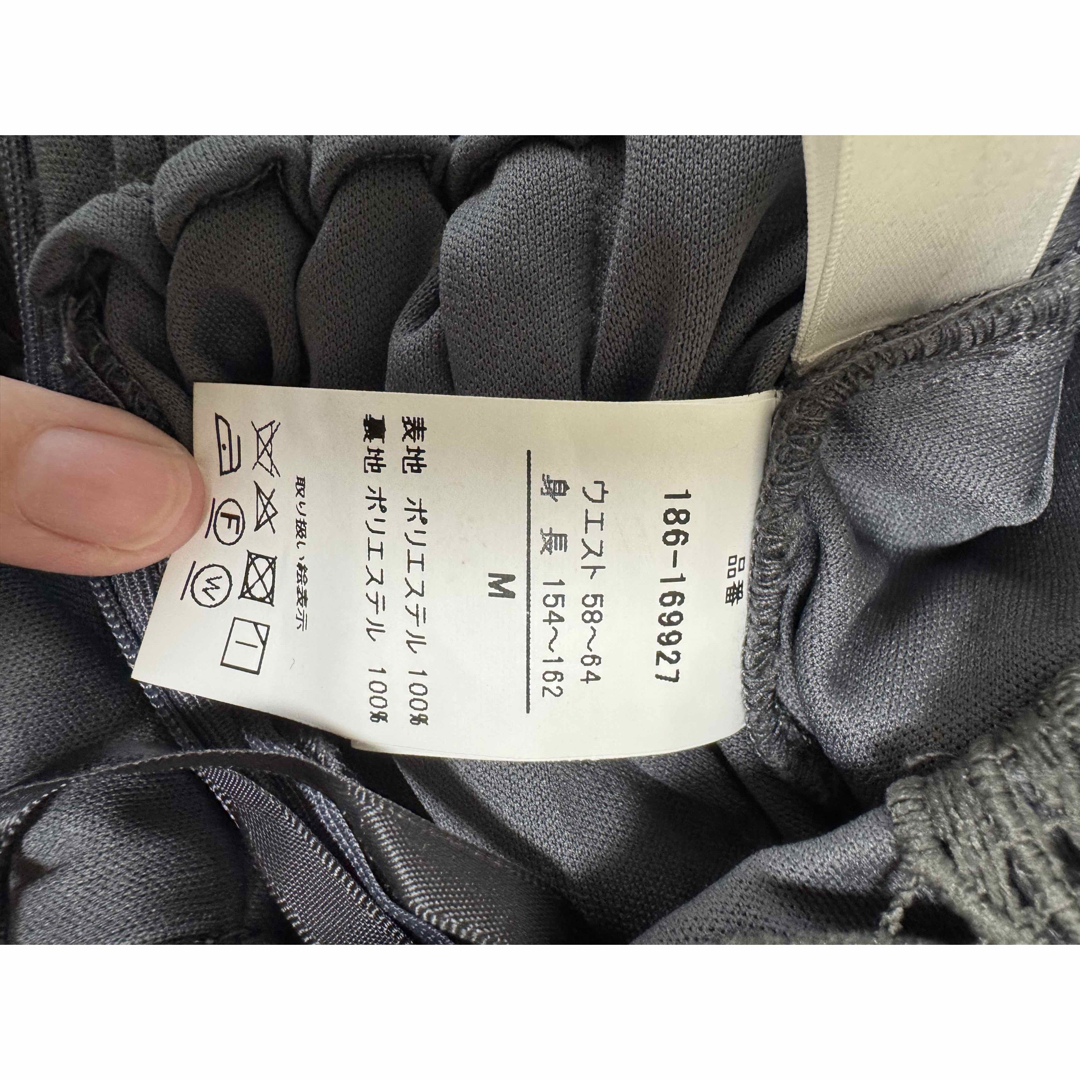 品番
186-169927
ウエスト 58～64
身 長 154～162
M
表地 ポリエステル 100%
裏地 ポリエステル 100%
取り扱い絵表示
F
W